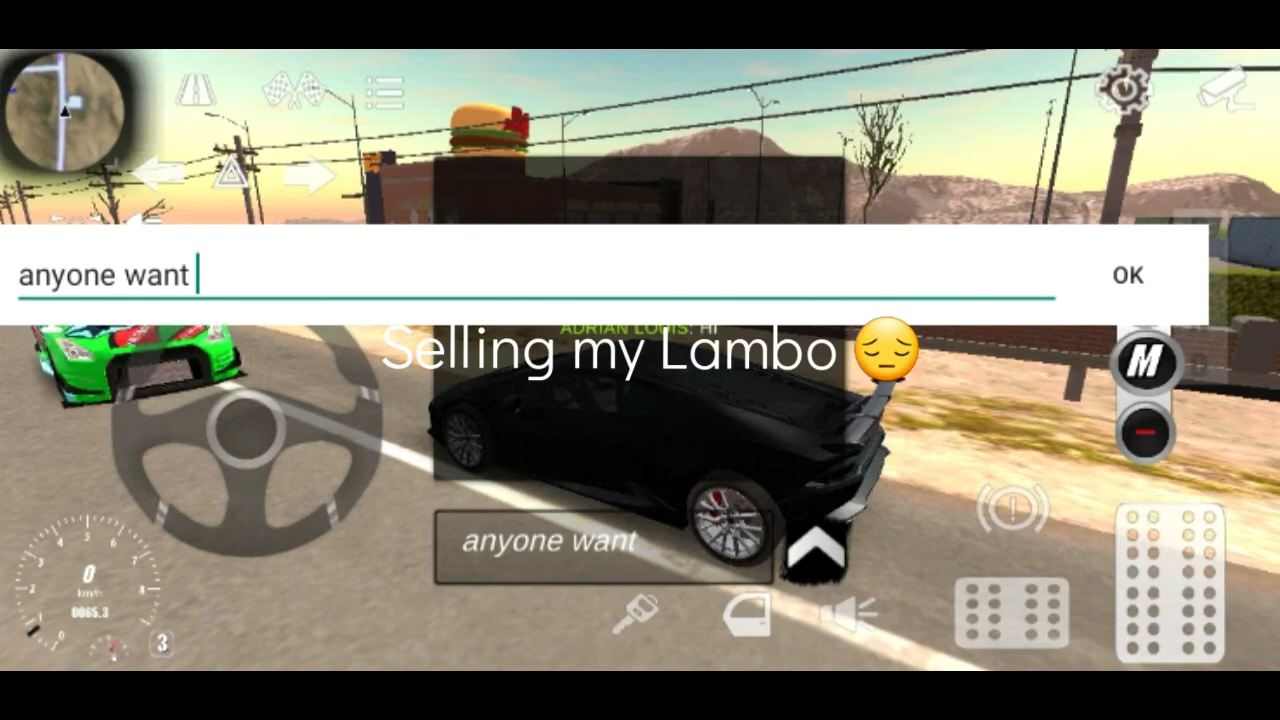 anyone want
OK
ADRIAN LOUIS: HI
Selling my Lambo 😔
M
anyone want
0
km/h
0065.3
3